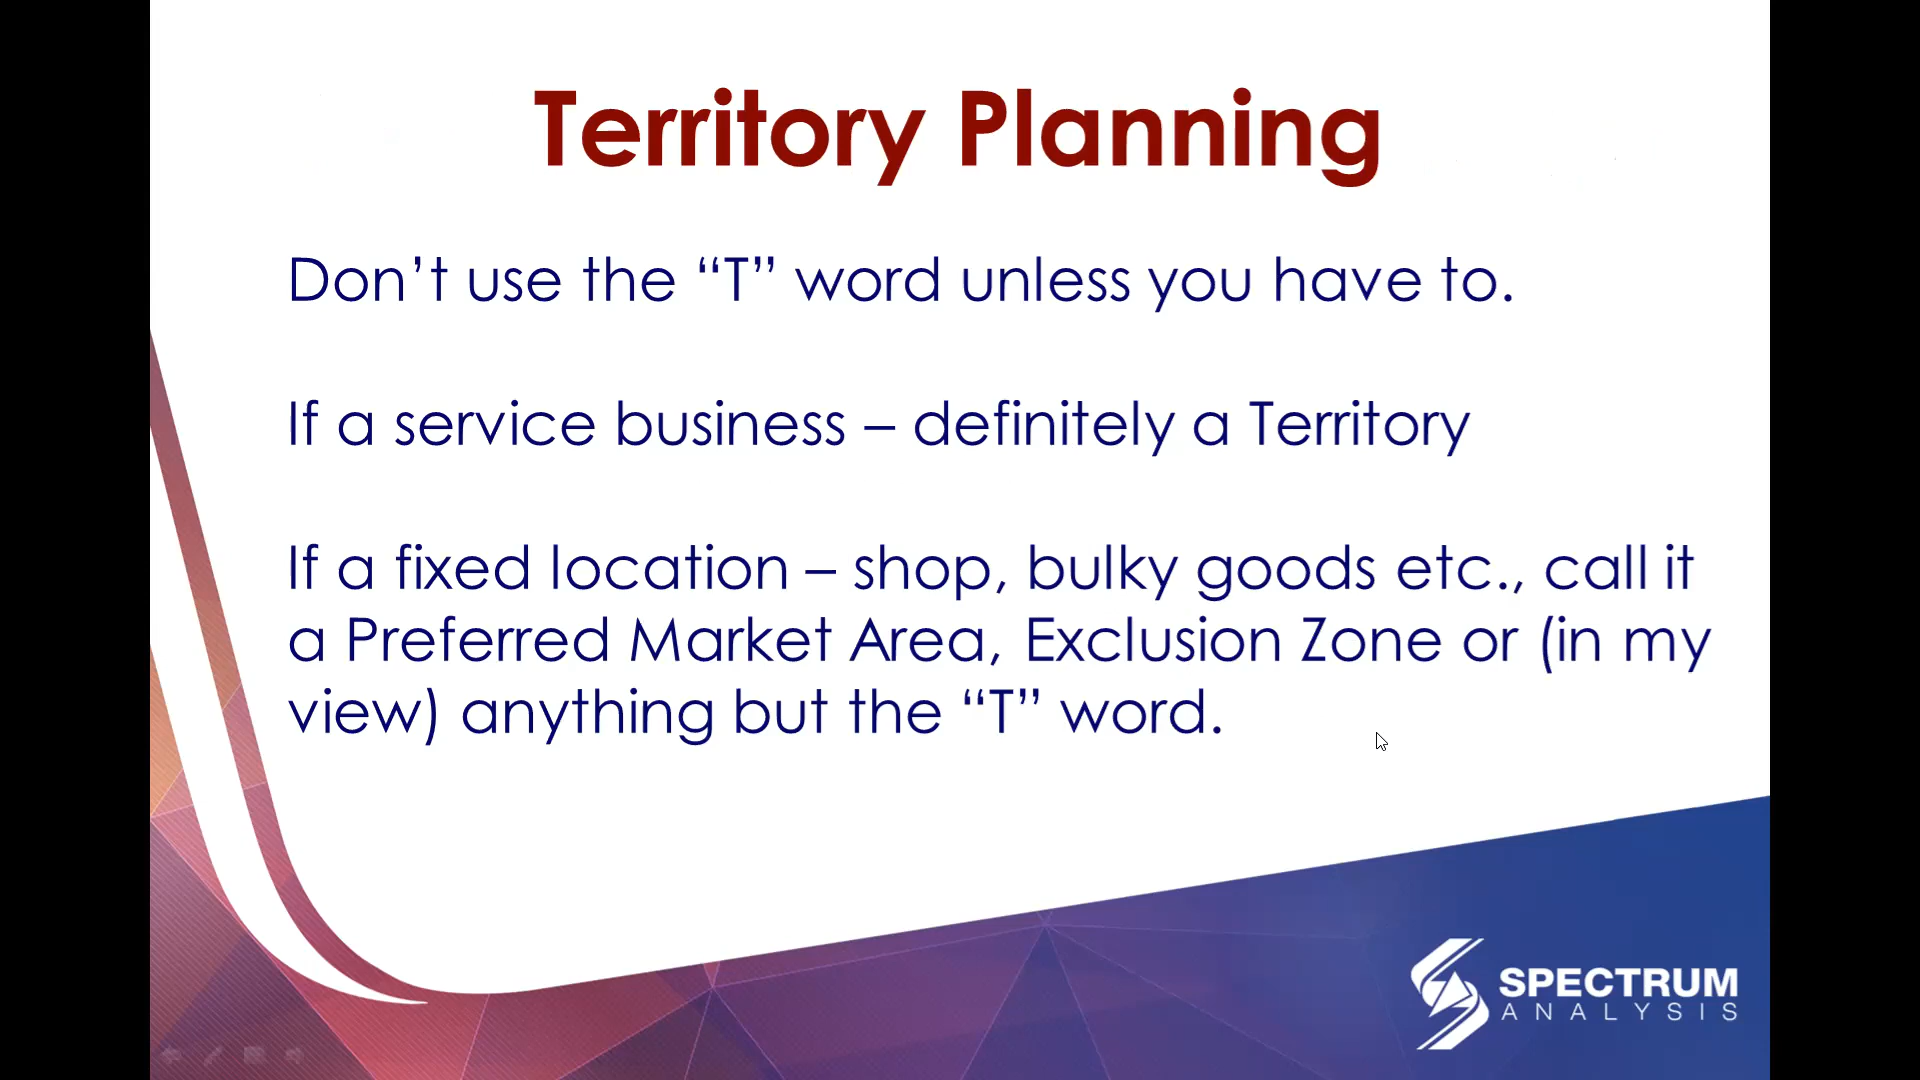 Territory Planning
Don’t use the “T” word unless you have to.
If a service business – definitely a Territory
If a fixed location – shop, bulky goods etc., call it
a Preferred Market Area, Exclusion Zone or (in my
view) anything but the “T” word.
SPECTRUM
ANALYSIS